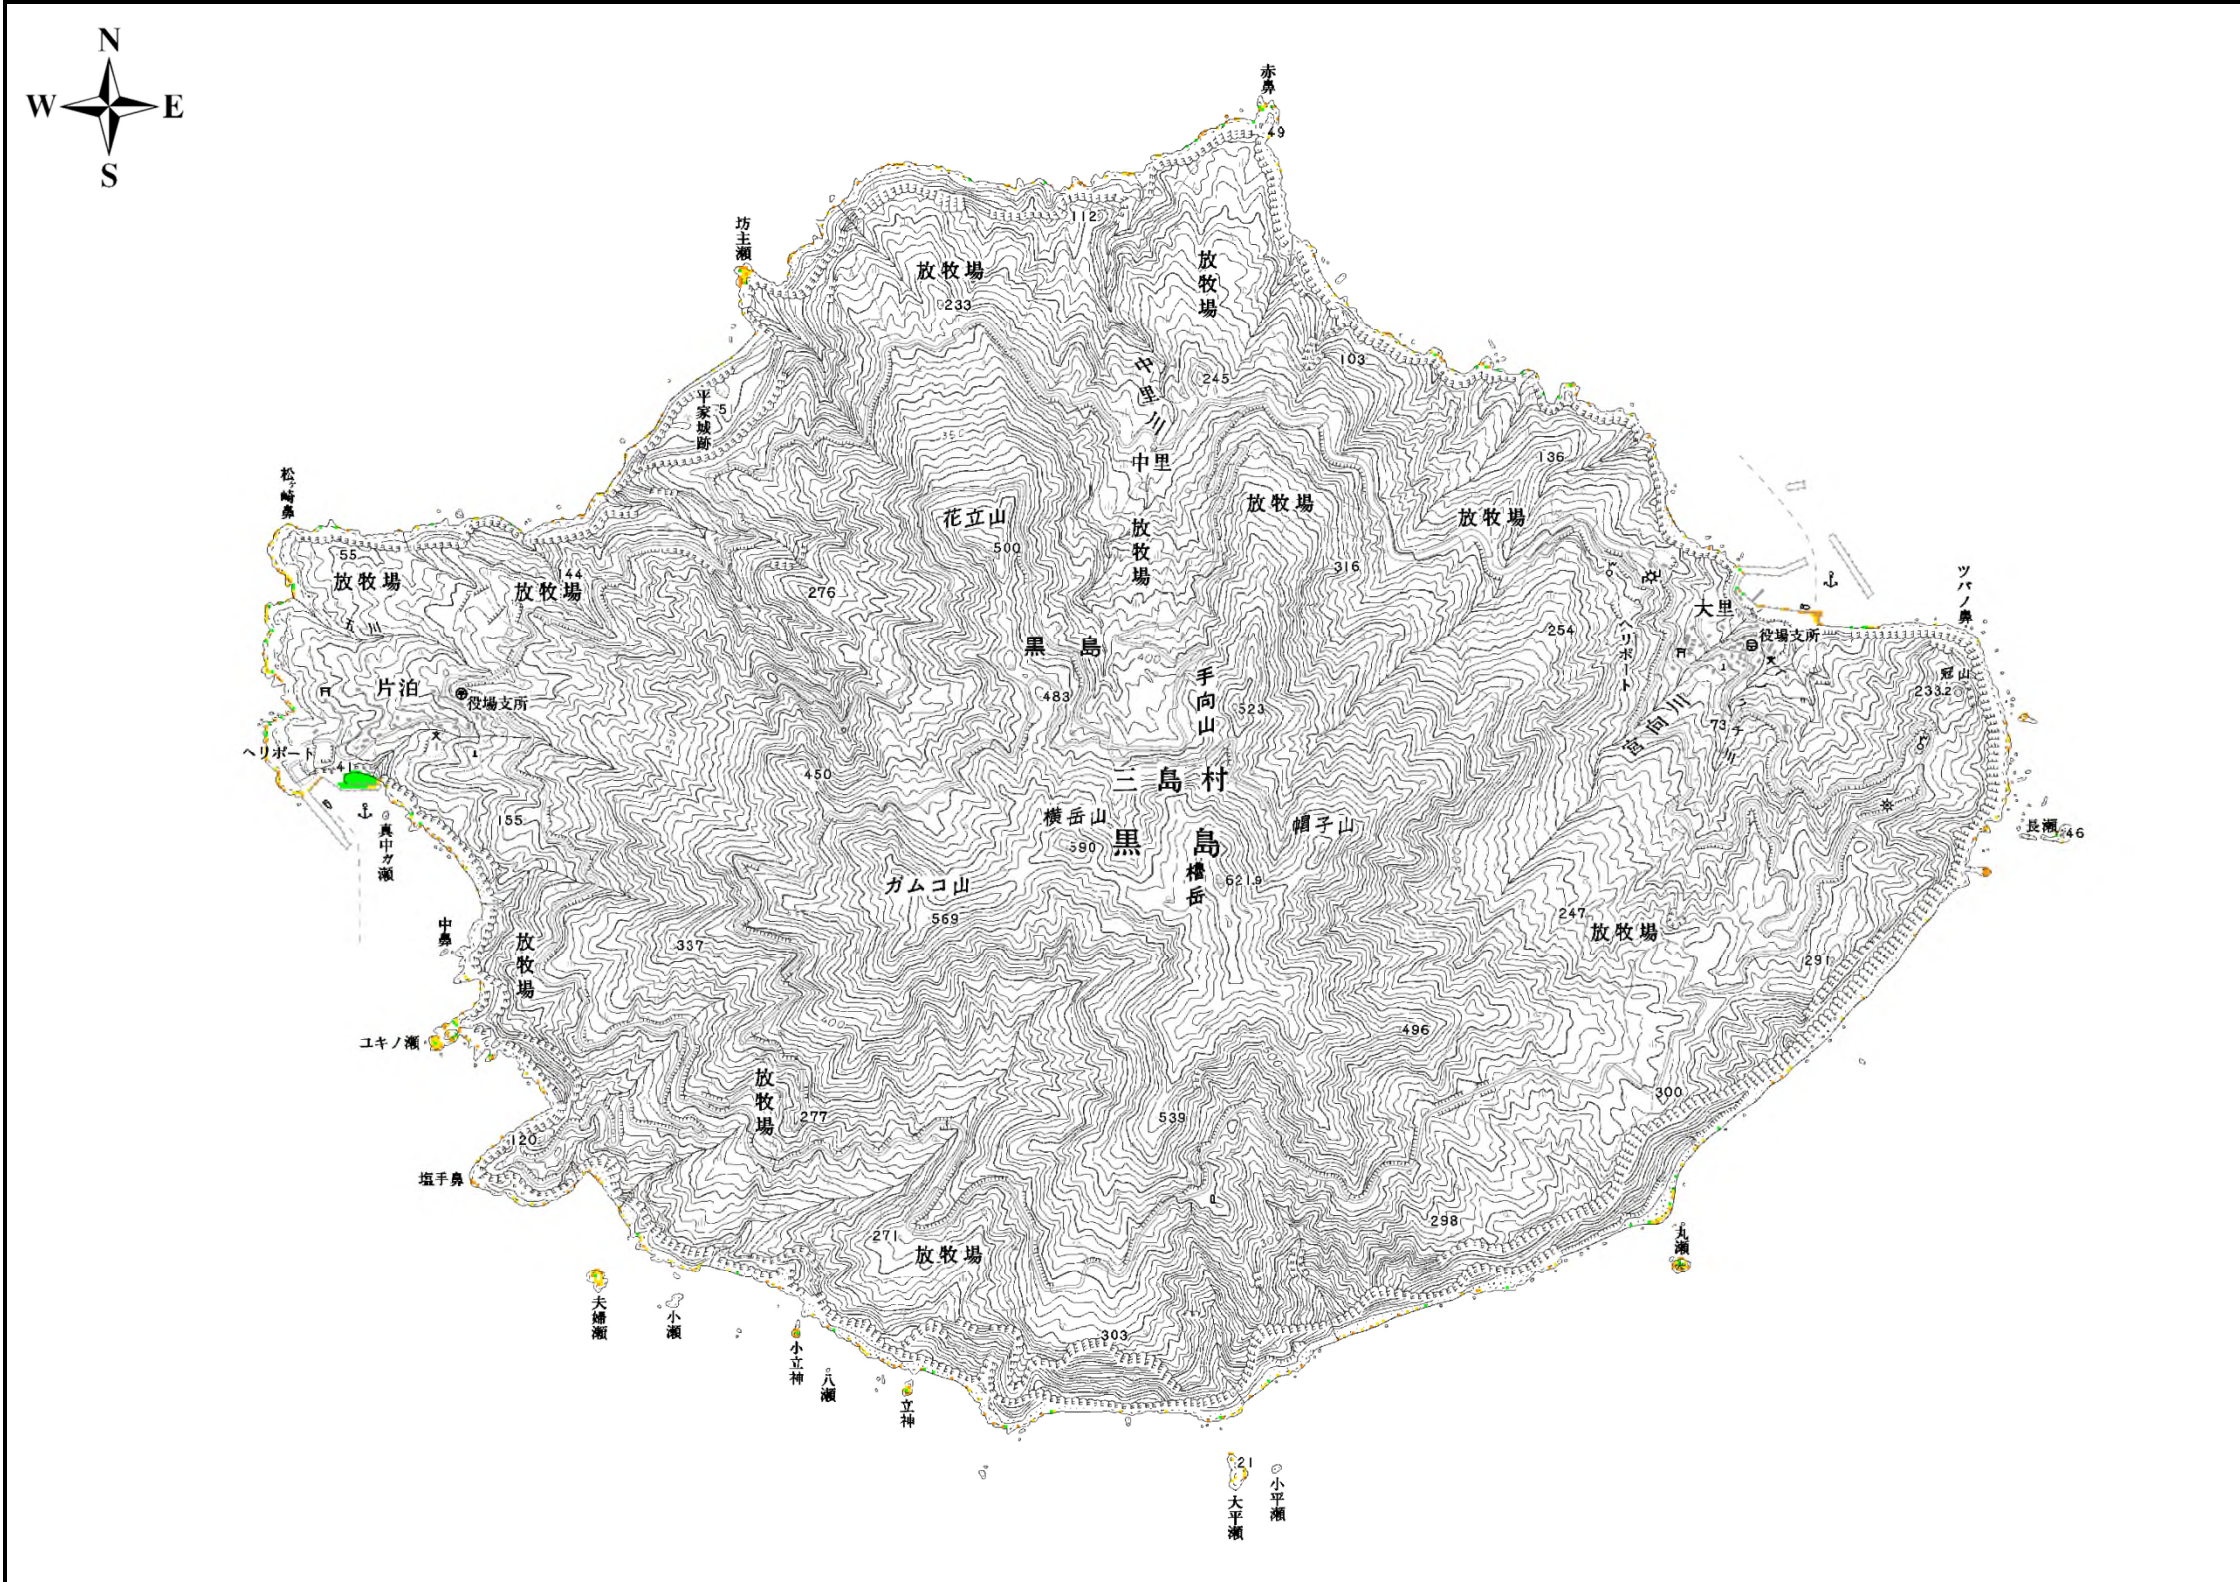 N
W
E
S
赤鼻
49
坊主瀬
112
放牧場
放牧場
233
中里川
245
103
平家城跡
51
350
中里
136
松ヶ崎鼻
放牧場
放牧場
花立山
500
放牧場
55
放牧場
144
放牧場
276
316
ツバノ鼻
大里
254
ヘリポート
役場支所
黒島
400
片泊
役場支所
483
手向山
523
冠山
233.2
宮向川
73
ヘリポート
41
450
三島村
横岳山
590
黒島
帽子山
155
真中ガ瀬
長瀬
46
ガムコ山
569
櫓岳
621.9
247
放牧場
中鼻
放牧場
337
291
ユキノ瀬
400
496
放牧場
277
539
300
120
塩手鼻
271
放牧場
298
300
丸瀬
夫婦瀬
小瀬
小立神
八瀬
立神
303
21
大平瀬
小平瀬